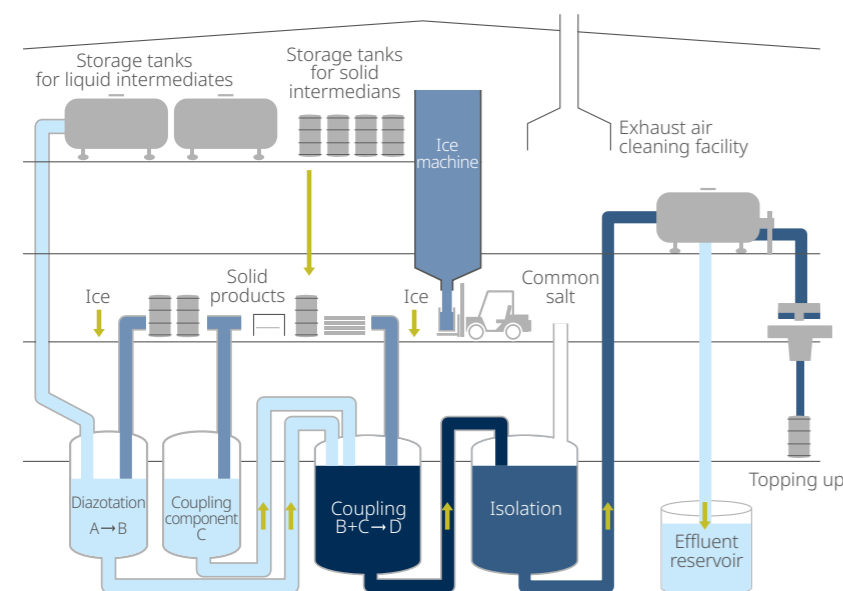 Storage tanks
for liquid intermediates
Storage tanks
for solid
intermedians
Ice
machine
Exhaust air
cleaning facility
Ice
Solid
products
Ice
Common
salt
Topping up
Diazotation
A→B
Coupling
component
C
Coupling
B+C→D
Isolation
Effluent
reservoir